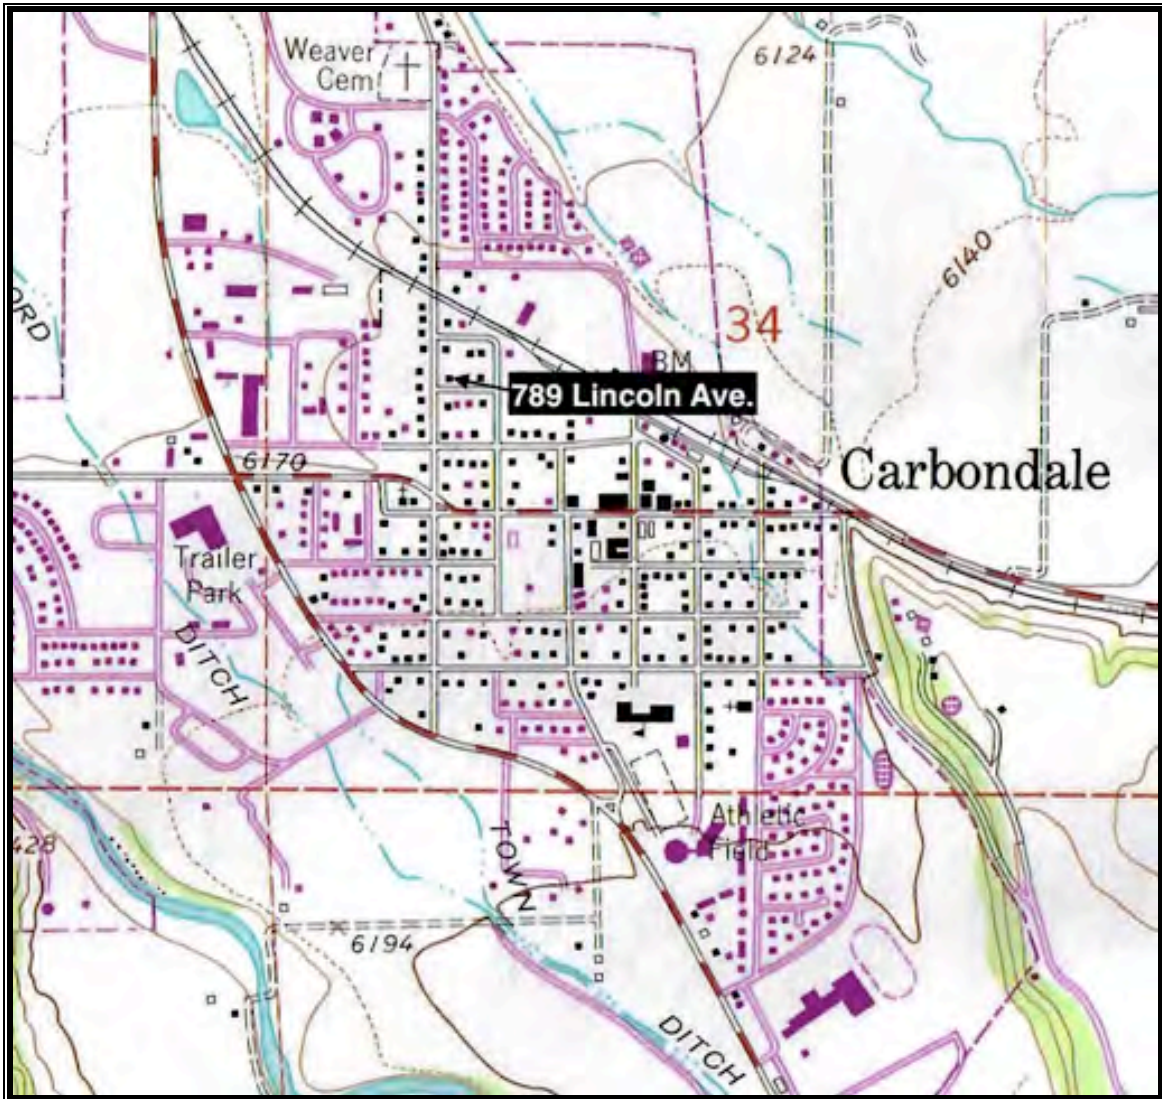 Weaver
Cem
6124
6140
ORD
34
BM
789 Lincoln Ave.
6170
Carbondale
Trailer
Park
DITCH
TOWN
Athletic
Field
428
6194
DITCH